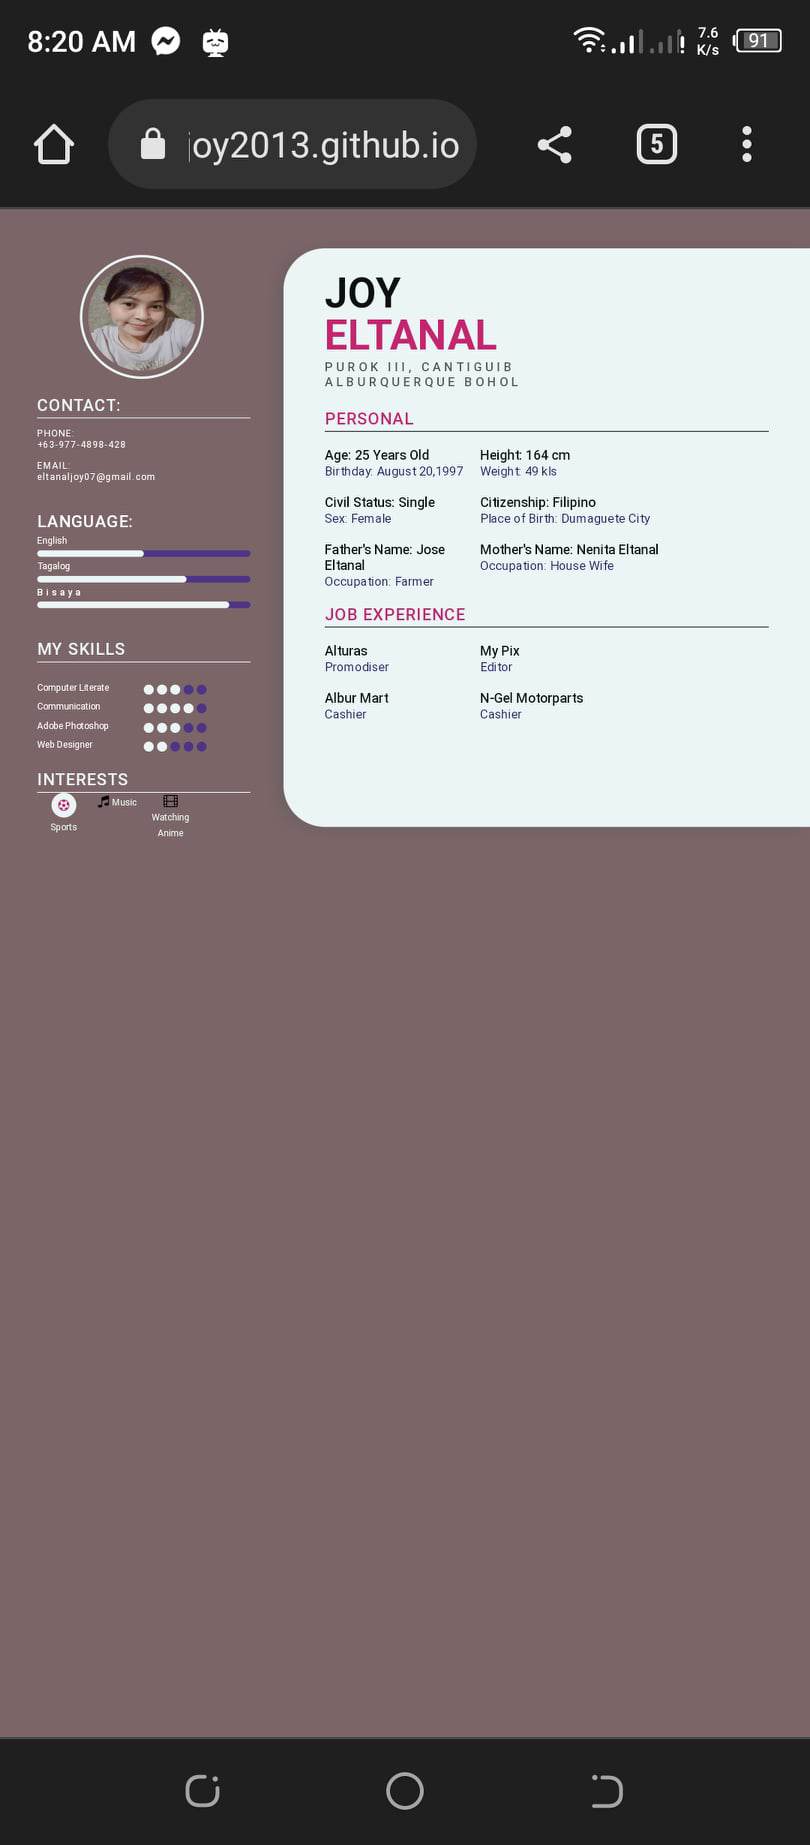 8:20 AM
7.6
K/s
91
joy2013.github.io
5
CONTACT:
PHONE:
+63-977-4898-428
EMAIL:
eltanaljoy07@gmail.com
LANGUAGE:
English
Tagalog
Bisaya
MY SKILLS
Computer Literate
Communication
Adobe Photoshop
Web Designer
INTERESTS
Sports
Music
Watching
Anime
JOY
ELTANAL
PUROK III, CANTIGUIB
ALBURQUERQUE BOHOL
PERSONAL
Age: 25 Years Old
Birthday: August 20,1997
Height: 164 cm
Weight: 49 kls
Civil Status: Single
Sex: Female
Citizenship: Filipino
Place of Birth: Dumaguete City
Father's Name: Jose
Eltanal
Occupation: Farmer
Mother's Name: Nenita Eltanal
Occupation: House Wife
JOB EXPERIENCE
Alturas
Promodiser
My Pix
Editor
Albur Mart
Cashier
N-Gel Motorparts
Cashier